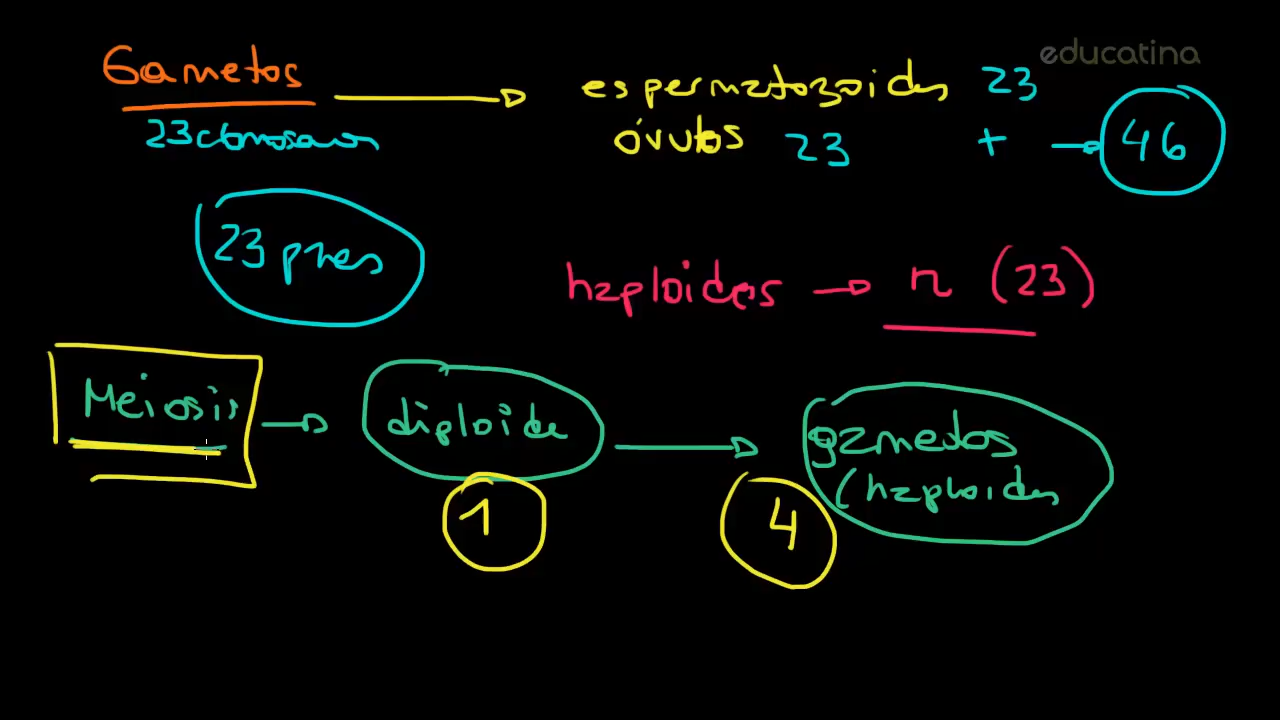 educatina
Gametos → espermatozoides 23
óvulos 23 + → 46
23 cromosomas
23 pares
haploides → n (23)
Meiosis → diploide → gametos
(haploides
1 4